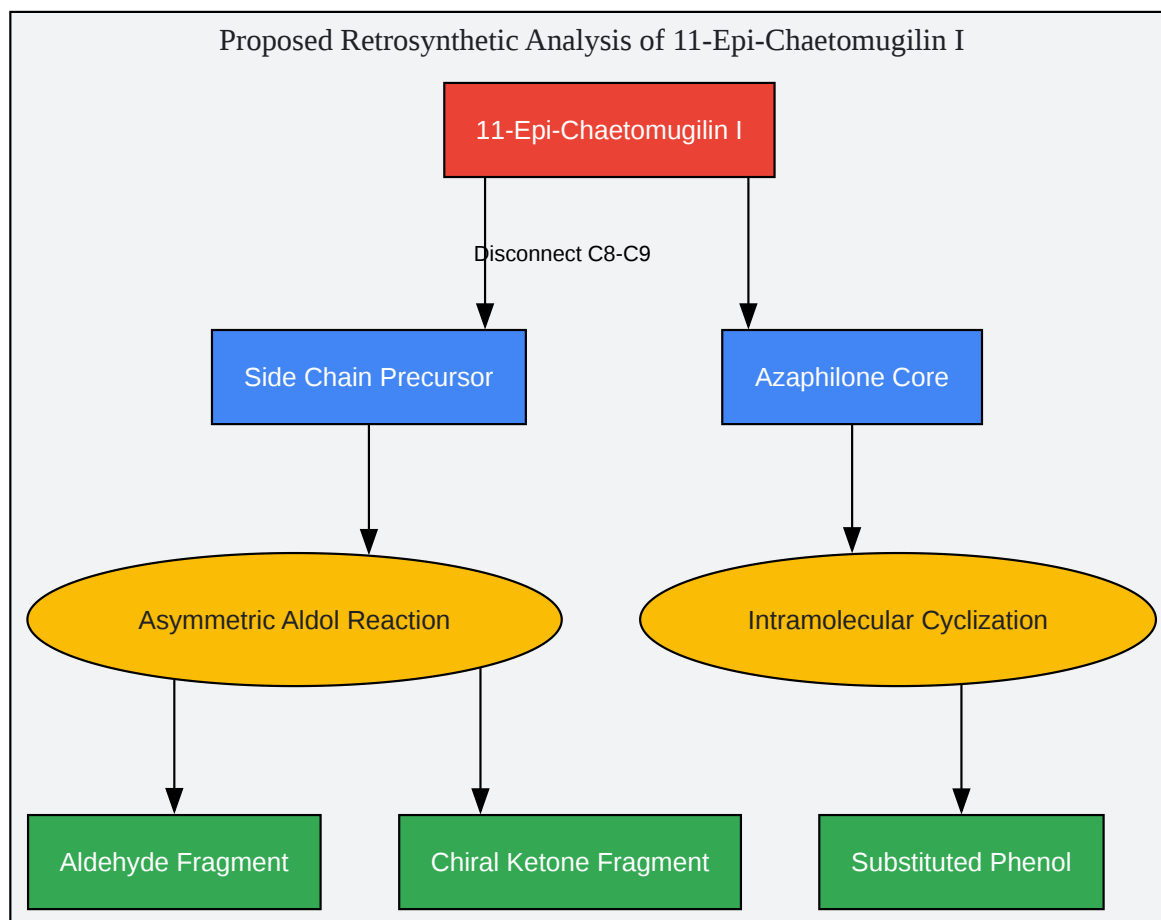 Proposed Retrosynthetic Analysis of 11-Epi-Chaetomugilin I
11-Epi-Chaetomugilin I
Disconnect C8-C9
Side Chain Precursor
Azaphilone Core
Asymmetric Aldol Reaction
Intramolecular Cyclization
Aldehyde Fragment
Chiral Ketone Fragment
Substituted Phenol